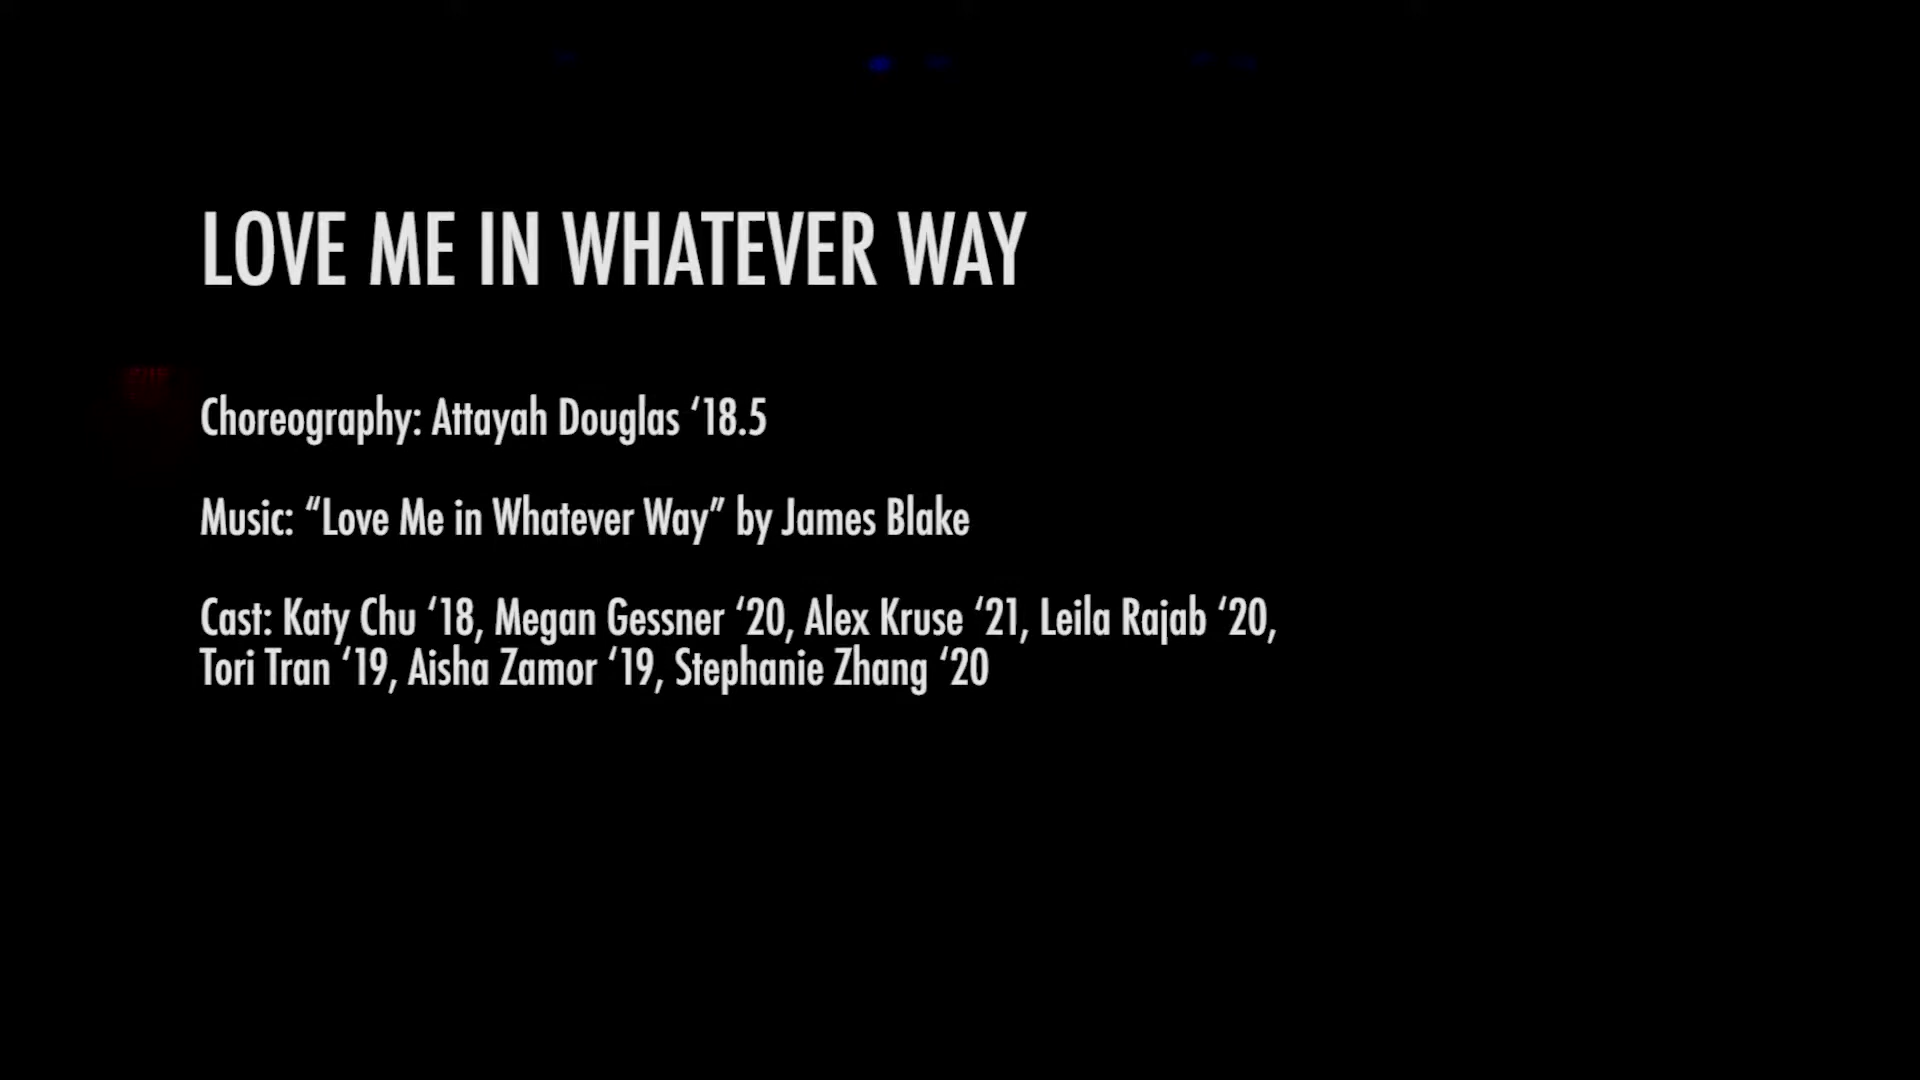 LOVE ME IN WHATEVER WAY
Choreography: Attayah Douglas ‘18.5
Music: “Love Me in Whatever Way” by James Blake
Cast: Katy Chu ‘18, Megan Gessner ‘20, Alex Kruse ‘21, Leila Rajab ‘20,
Tori Tran ‘19, Aisha Zamor ‘19, Stephanie Zhang ‘20